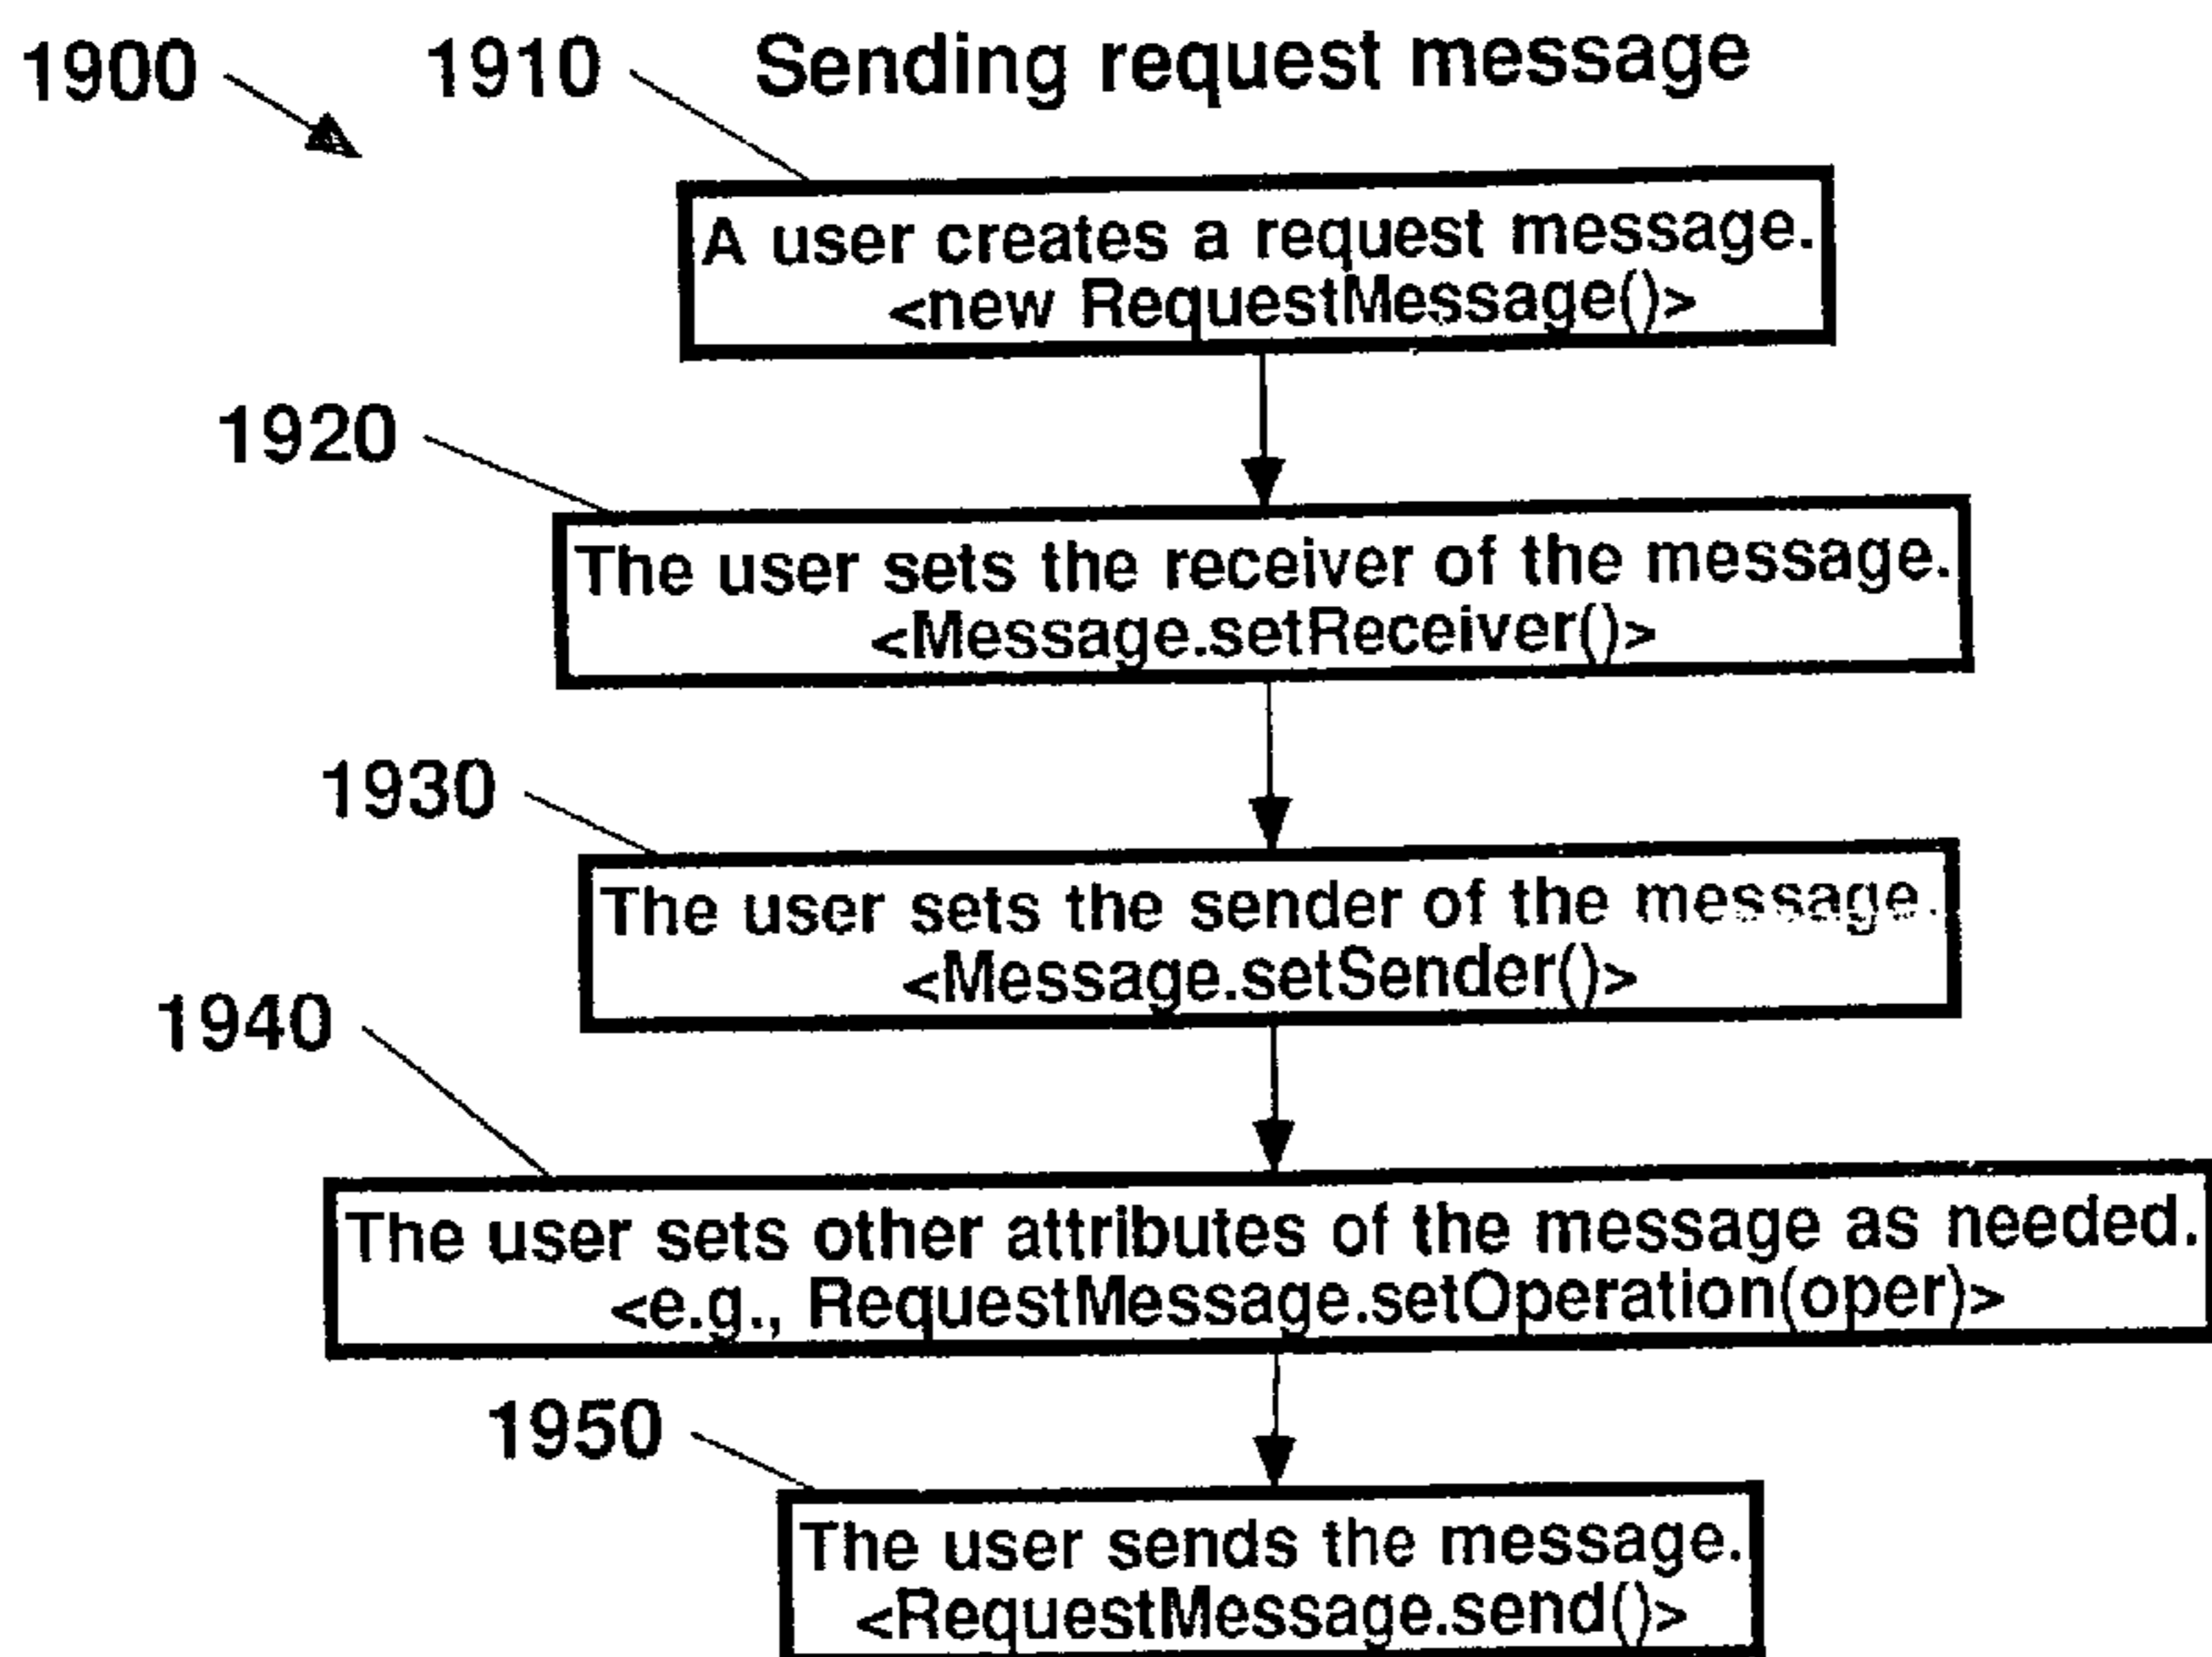 1900
1910
Sending request message
A user creates a request message.
<new RequestMessage()>
1920
The user sets the receiver of the message.
<Message.setReceiver()>
1930
The user sets the sender of the message
<Message.setSender()>
1940
The user sets other attributes of the message as needed.
<e.g., RequestMessage.setOperation(oper)>
1950
The user sends the message.
<RequestMessage.send()>